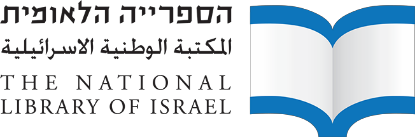 הספרייה הלאומית
المكتبة الوطنية الاسرائيلية
THE NATIONAL
LIBRARY OF ISRAEL